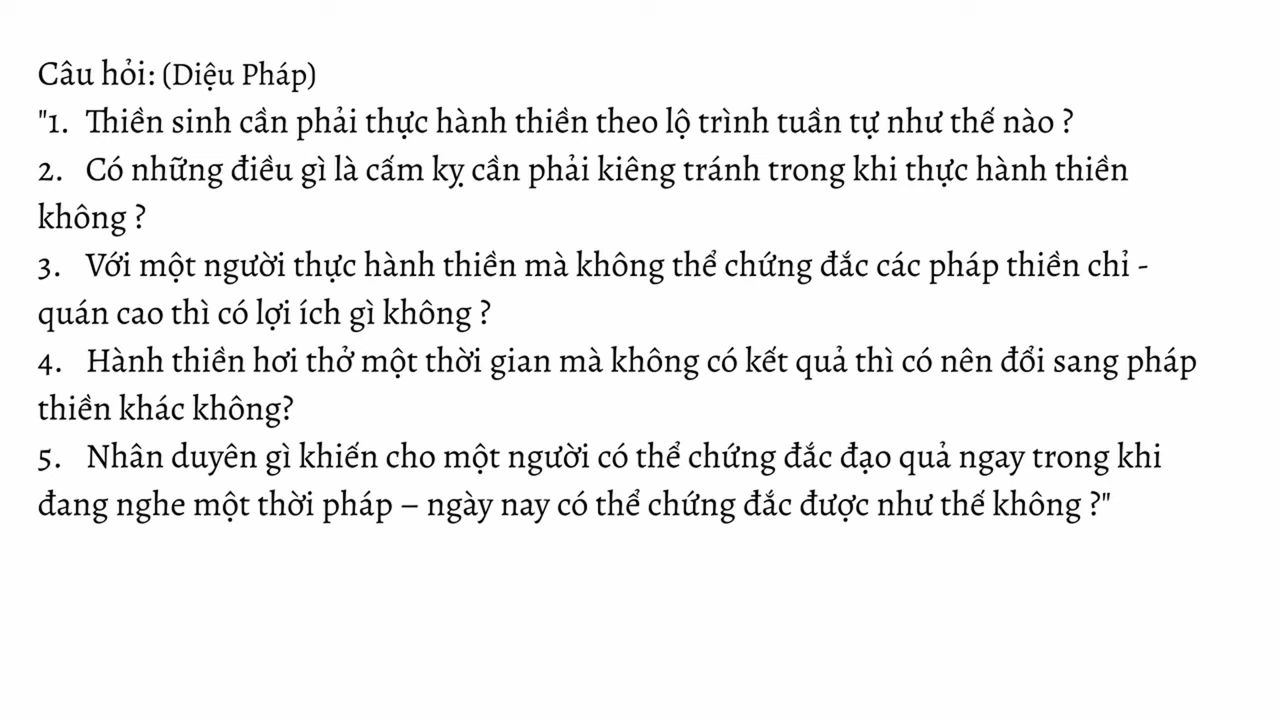 Câu hỏi: (Diệu Pháp)
"1. Thiền sinh cần phải thực hành thiền theo lộ trình tuần tự như thế nào ?
2. Có những điều gì là cấm kỵ cần phải kiêng tránh trong khi thực hành thiền
không ?
3. Với một người thực hành thiền mà không thể chứng đắc các pháp thiền chỉ -
quán cao thì có lợi ích gì không ?
4. Hành thiền hơi thở một thời gian mà không có kết quả thì có nên đổi sang pháp
thiền khác không?
5. Nhân duyên gì khiến cho một người có thể chứng đắc đạo quả ngay trong khi
đang nghe một thời pháp – ngày nay có thể chứng đắc được như thế không ?"